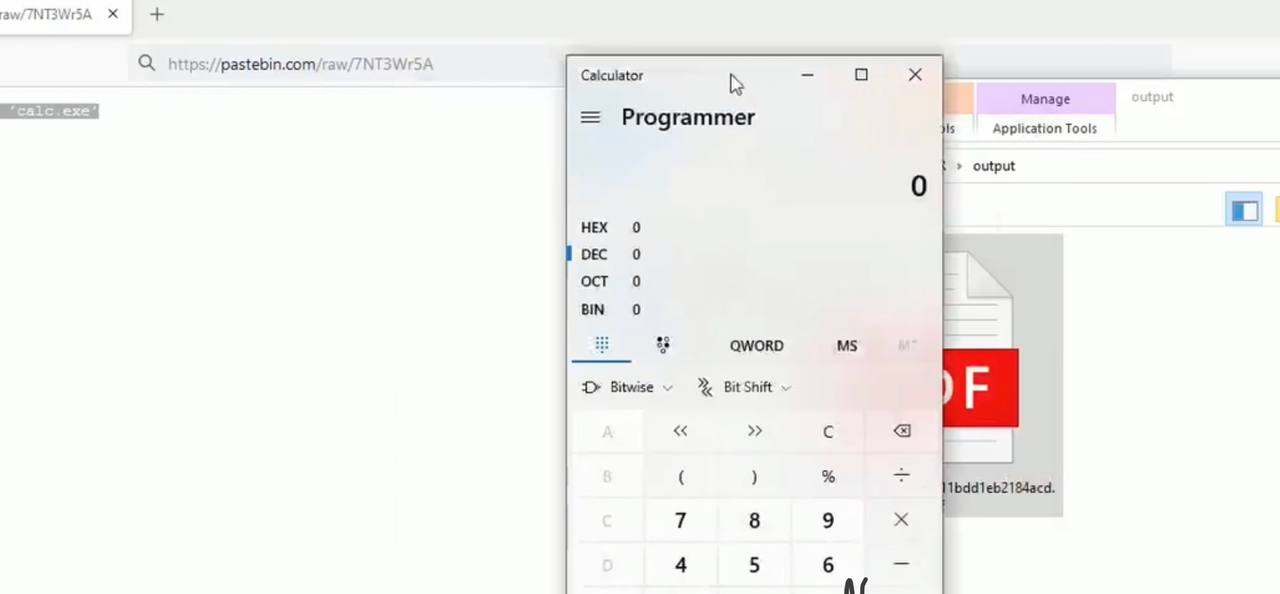 raw/7NT3Wr5A
https://pastebin.com/raw/7NT3Wr5A
'calc.exe'
Calculator
Programmer
0
HEX 0
DEC 0
OCT 0
BIN 0
QWORD MS
Bitwise Bit Shift
A << >> C
B ( ) % ÷
C 7 8 9 ×
D 4 5 6 −
Manage output
Application Tools
output
DF
11bdd1eb2184acd.